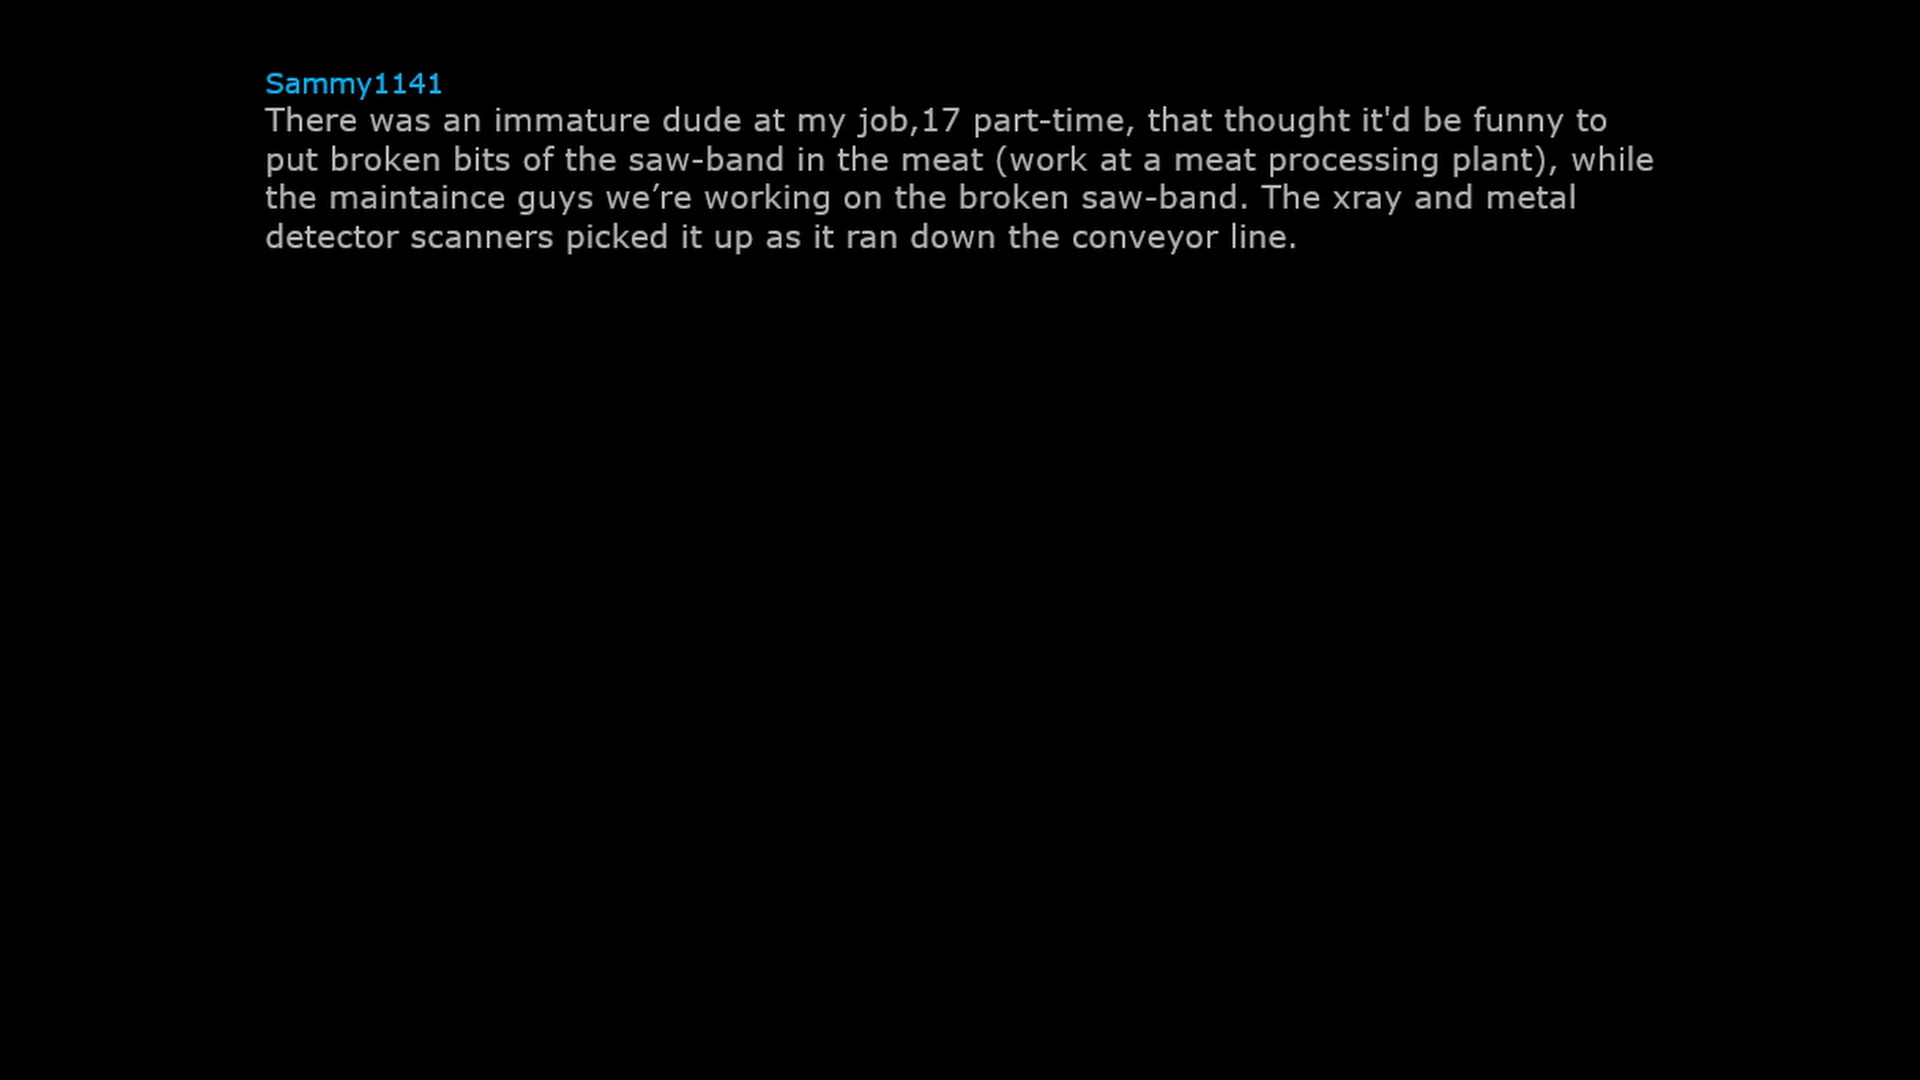 Sammy1141
There was an immature dude at my job,17 part-time, that thought it'd be funny to
put broken bits of the saw-band in the meat (work at a meat processing plant), while
the maintaince guys we’re working on the broken saw-band. The xray and metal
detector scanners picked it up as it ran down the conveyor line.